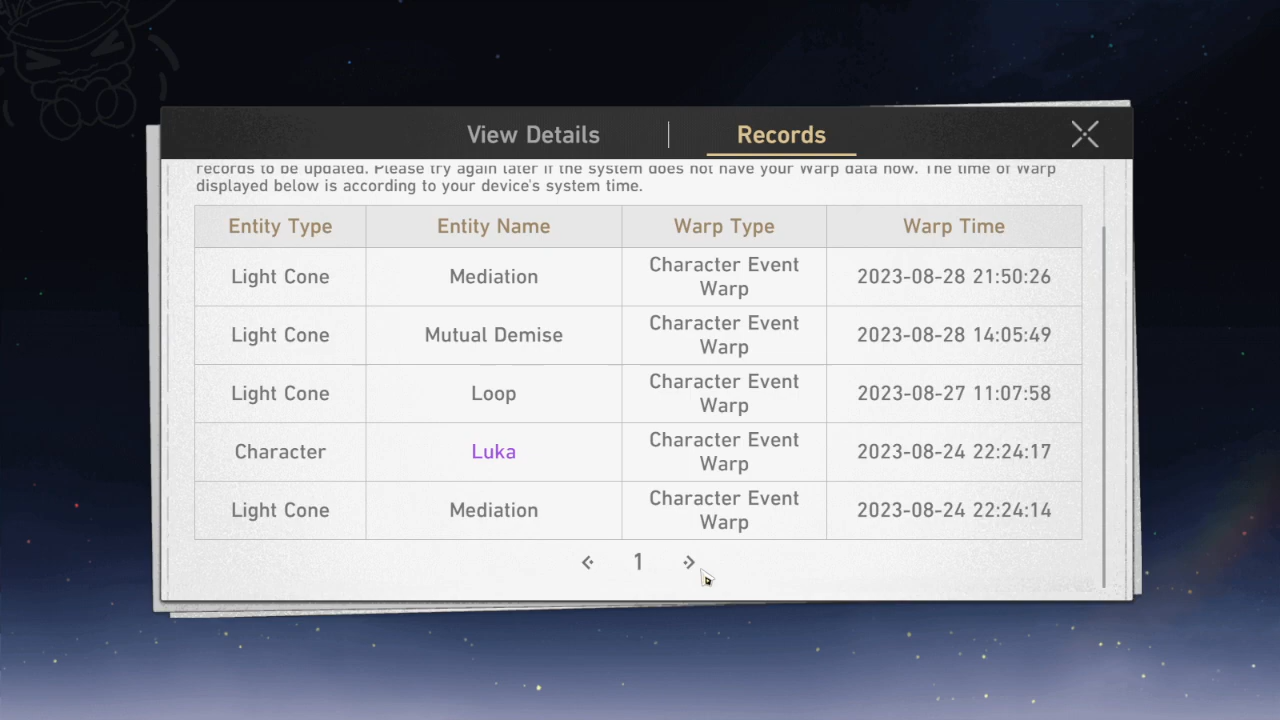 View Details
Records
records to be updated. Please try again later if the system does not have your Warp data now. The time of Warp
displayed below is according to your device's system time.
Entity Type Entity Name Warp Type Warp Time
Light Cone Mediation Character Event Warp 2023-08-28 21:50:26
Light Cone Mutual Demise Character Event Warp 2023-08-28 14:05:49
Light Cone Loop Character Event Warp 2023-08-27 11:07:58
Character Luka Character Event Warp 2023-08-24 22:24:17
Light Cone Mediation Character Event Warp 2023-08-24 22:24:14
1